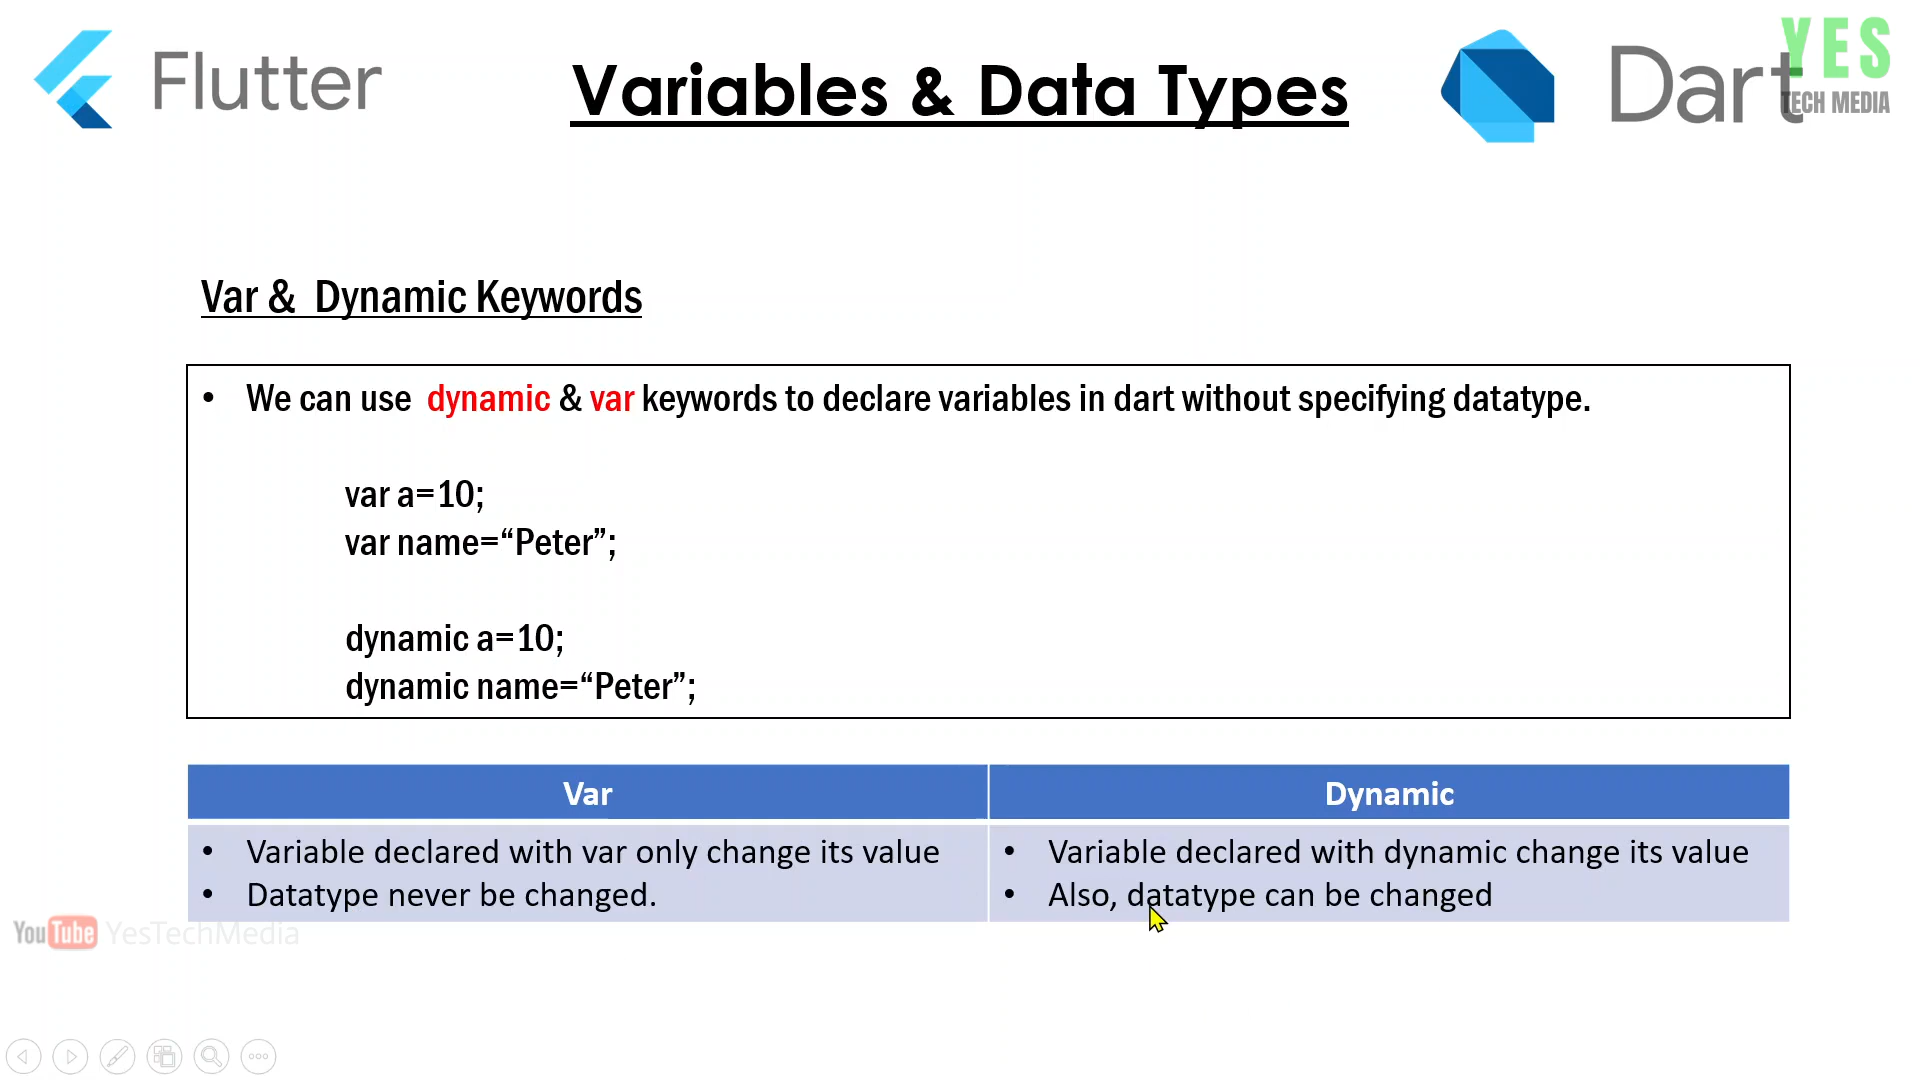 Flutter
Variables & Data Types
Dart
YES
TECH MEDIA
Var & Dynamic Keywords
• We can use dynamic & var keywords to declare variables in dart without specifying datatype.
var a=10;
var name=“Peter”;
dynamic a=10;
dynamic name=“Peter”;
Var
Dynamic
• Variable declared with var only change its value
• Datatype never be changed.
• Variable declared with dynamic change its value
• Also, datatype can be changed
YouTube YesTechMedia